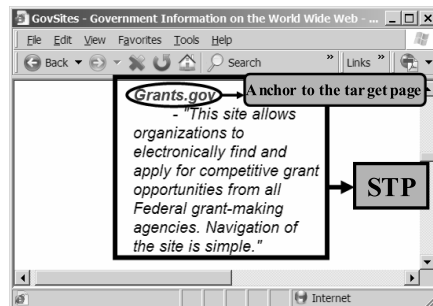 GovSites - Government Information on the World Wide Web - ...
File Edit View Favorites Tools Help
Back Search » Links »
Grants.gov
Anchor to the target page
- "This site allows
organizations to
electronically find and
apply for competitive grant
opportunities from all
Federal grant-making
agencies. Navigation of
the site is simple."
STP
Internet